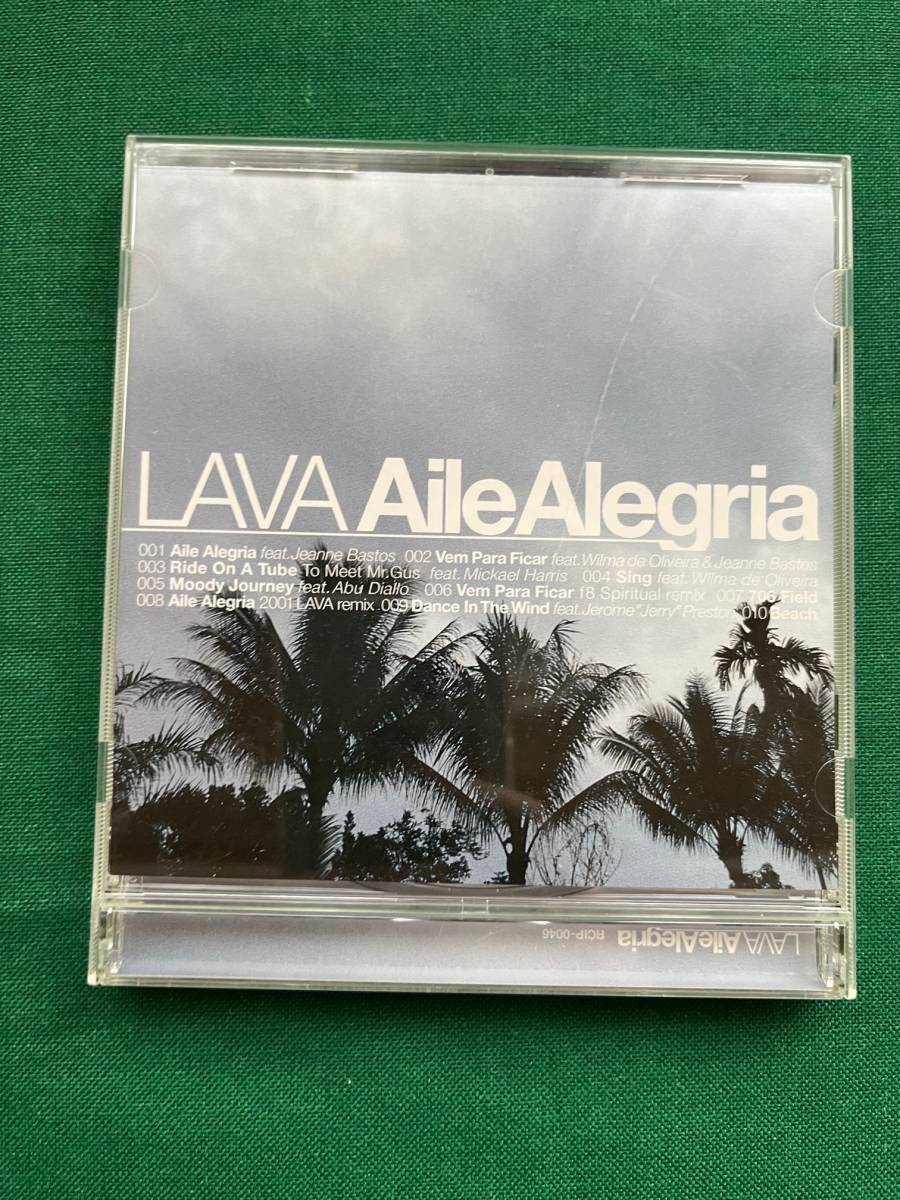 LAVA AileAlegria
001 Aile Alegria feat.Jeanne Bastos 002 Vem Para Ficar feat.Wilma de Oliveira & Jeanne Bastos
003 Ride On A Tube To Meet Mr.Gus feat. Mickael Harris 004 Sing feat.Wilma de Oliveira
005 Moody Journey feat. Abu Diallo 006 Vem Para Ficar f8 Spiritual remix 007 706 Field
008 Aile Alegria 2001 LAVA remix 009 Dance In The Wind feat.Jerome"Jerry"Preston 010 Beach
LAVA AileAlegria RCIP-0046